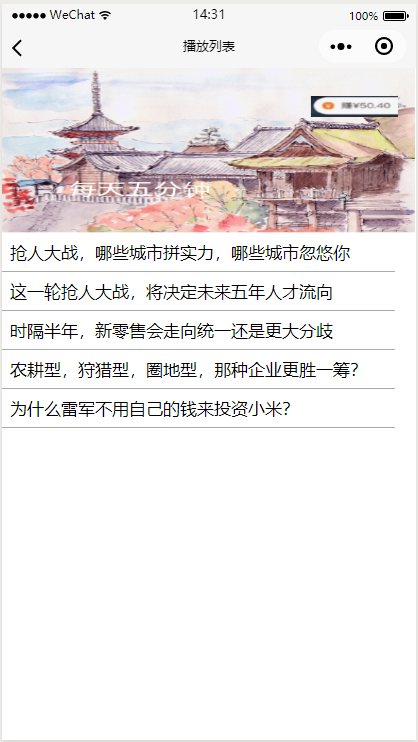 WeChat
14:31
100%
播放列表
赚¥50.40
每天五分钟
抢人大战，哪些城市拼实力，哪些城市忽悠你
这一轮抢人大战，将决定未来五年人才流向
时隔半年，新零售会走向统一还是更大分歧
农耕型，狩猎型，圈地型，那种企业更胜一筹？
为什么雷军不用自己的钱来投资小米？